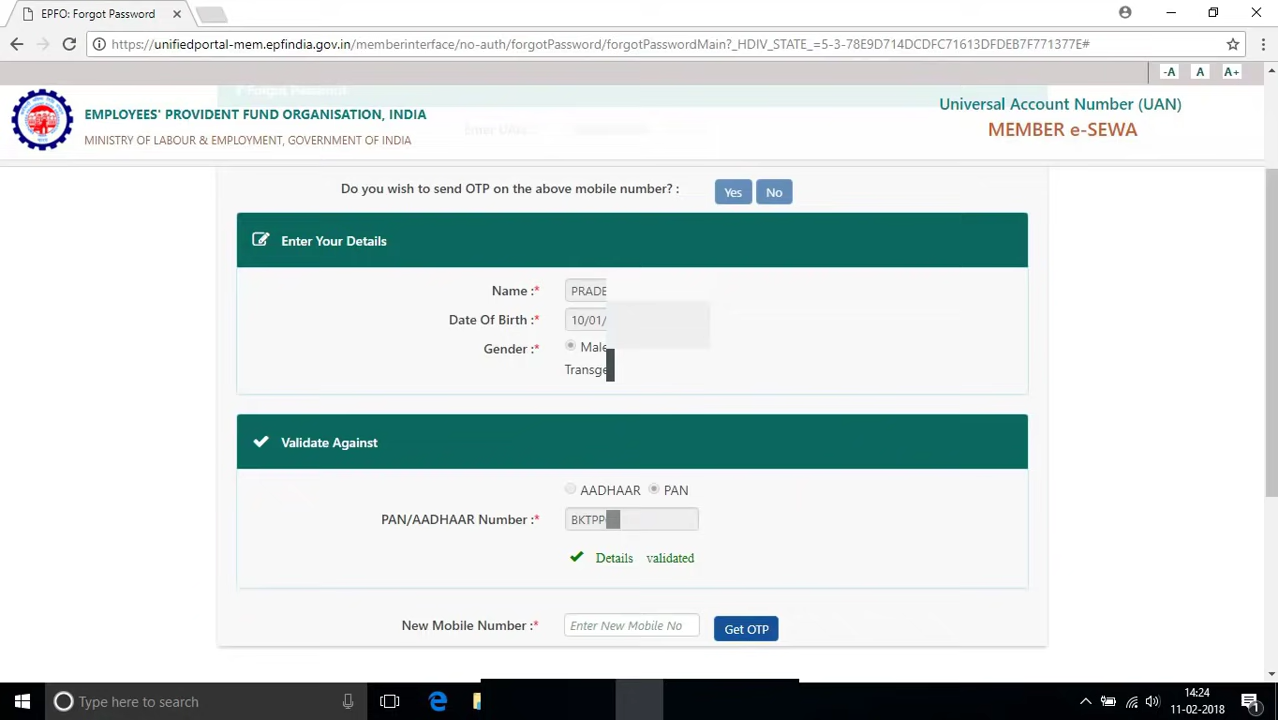 EPFO: Forgot Password
https://unifiedportal-mem.epfindia.gov.in/memberinterface/no-auth/forgotPassword/forgotPasswordMain?_HDIV_STATE_=5-3-78E9D714DCDFC71613DFDEB7F771377E#
-A A A+
Forgot Password
EMPLOYEES' PROVIDENT FUND ORGANISATION, INDIA
MINISTRY OF LABOUR & EMPLOYMENT, GOVERNMENT OF INDIA
Universal Account Number (UAN)
MEMBER e-SEWA
Do you wish to send OTP on the above mobile number? : Yes No
Enter Your Details
Name :* PRADE
Date Of Birth :* 10/01/
Gender :* Male
Transge
Validate Against
AADHAAR PAN
PAN/AADHAAR Number :* BKTPP
Details validated
New Mobile Number :* Enter New Mobile No Get OTP
Type here to search
14:24
11-02-2018
1